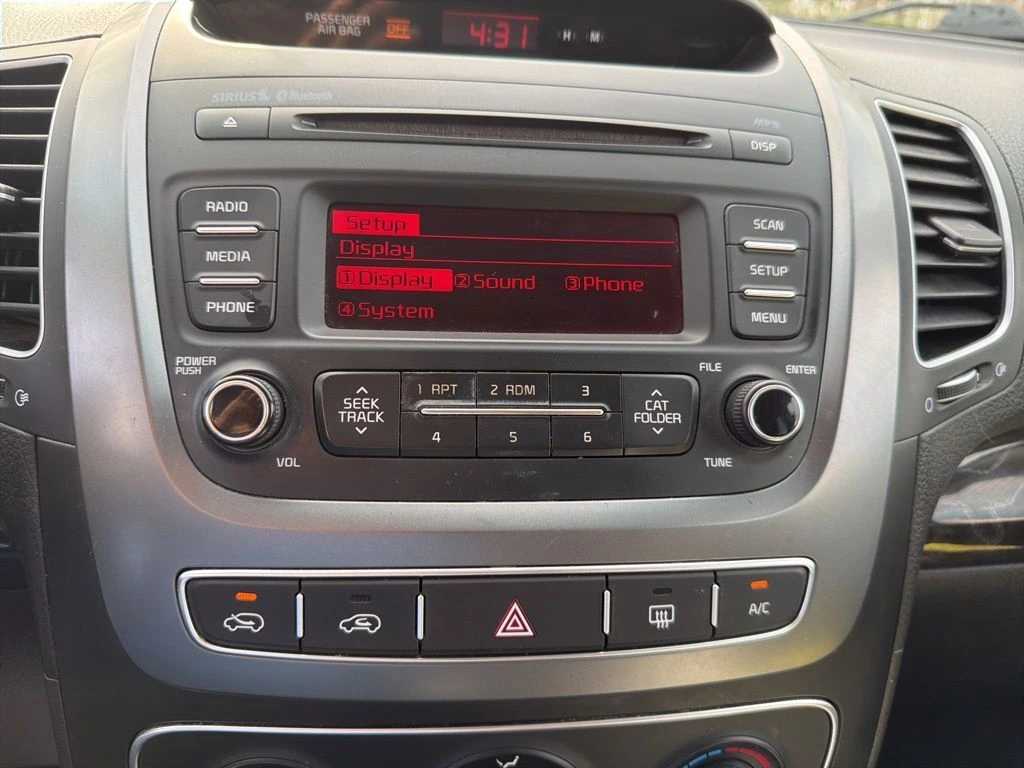 PASSENGER
AIR BAG OFF
4:31
H M
SIRIUS Bluetooth
MP3
DISP
RADIO
MEDIA
PHONE
Setup
Display
① Display ② Sound ③ Phone
④ System
SCAN
SETUP
MENU
POWER
PUSH
VOL
SEEK
TRACK
1 RPT 2 RDM 3
4 5 6
CAT
FOLDER
FILE
ENTER
TUNE
0
A/C